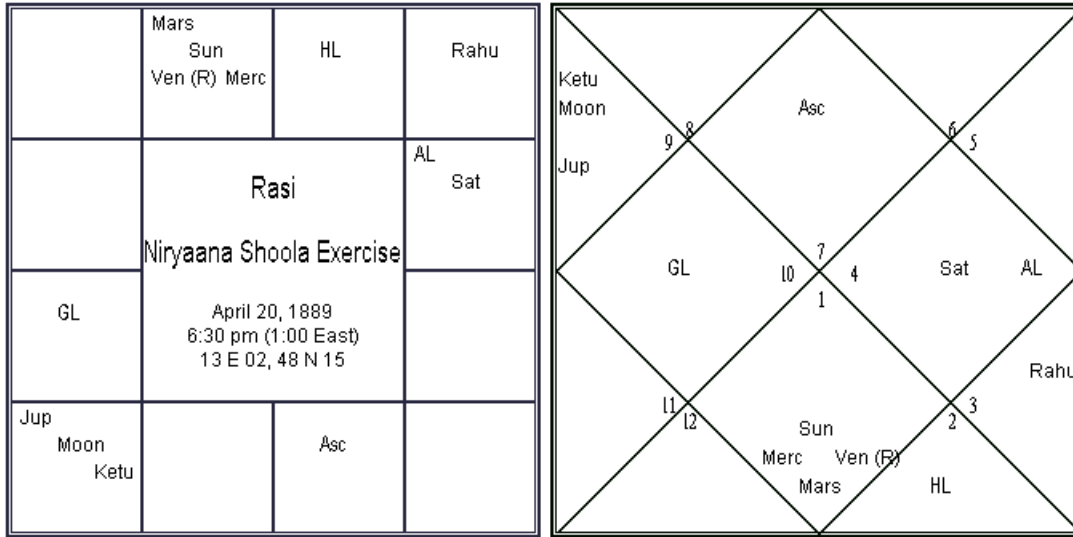 Mars
Sun
Ven (R) Merc
HL
Rahu
AL
Sat
Rasi
Niryaana Shoola Exercise
April 20, 1889
6:30 pm (1:00 East)
13 E 02, 48 N 15
GL
Jup
Moon
Ketu
Asc
Ketu
Moon
Asc
8
6
9
5
Jup
7
GL
10
4
Sat
AL
1
Rahu
11
3
12
2
Sun
Merc Ven (R)
Mars
HL